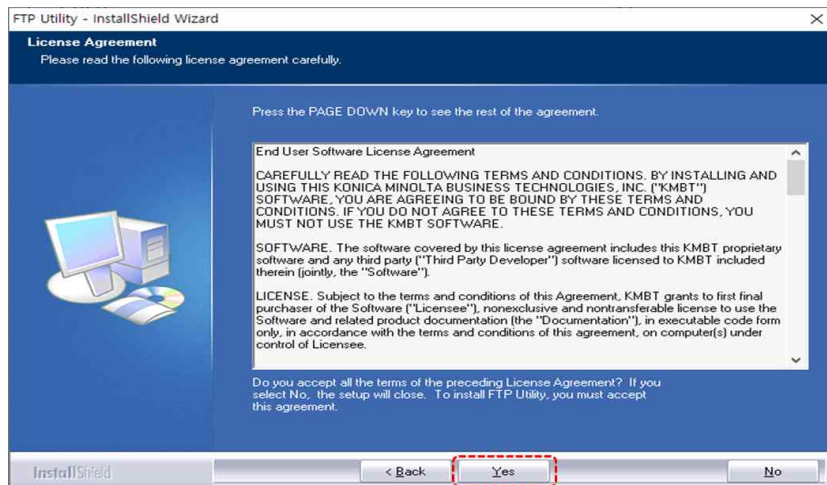 FTP Utility - InstallShield Wizard
License Agreement
Please read the following license agreement carefully.
Press the PAGE DOWN key to see the rest of the agreement.
End User Software License Agreement
CAREFULLY READ THE FOLLOWING TERMS AND CONDITIONS. BY INSTALLING AND
USING THIS KONICA MINOLTA BUSINESS TECHNOLOGIES, INC. ("KMBT")
SOFTWARE, YOU ARE AGREEING TO BE BOUND BY THESE TERMS AND
CONDITIONS. IF YOU DO NOT AGREE TO THESE TERMS AND CONDITIONS, YOU
MUST NOT USE THE KMBT SOFTWARE.
SOFTWARE. The software covered by this license agreement includes this KMBT proprietary
software and any third party ("Third Party Developer") software licensed to KMBT included
therein (jointly, the "Software").
LICENSE. Subject to the terms and conditions of this Agreement, KMBT grants to first final
purchaser of the Software ("Licensee"), nonexclusive and nontransferable license to use the
Software and related product documentation (the "Documentation"), in executable code form
only, in accordance with the terms and conditions of this agreement, on computer(s) under
control of Licensee.
Do you accept all the terms of the preceding License Agreement? If you
select No, the setup will close. To install FTP Utility, you must accept
this agreement.
InstallShield
< Back
Yes
No